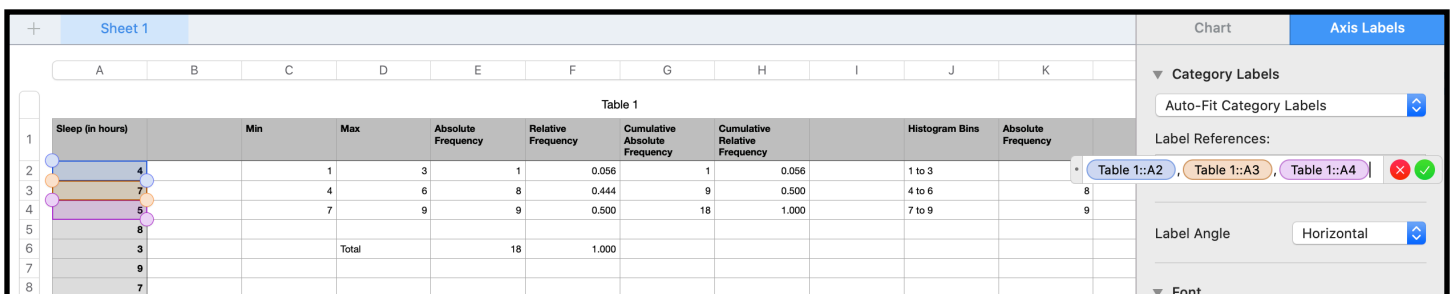 + Sheet 1 Chart Axis Labels
A B C D E F G H I J K
▼ Category Labels
Table 1
Auto-Fit Category Labels
1 Sleep (in hours) Min Max Absolute Relative Cumulative Cumulative Histogram Bins Absolute
Frequency Frequency Absolute Relative Frequency
Frequency Frequency
Label References:
2 4 1 3 1 0.056 1 0.056 1 to 3 Table 1::A2 , Table 1::A3 , Table 1::A4
3 7 4 6 8 0.444 9 0.500 4 to 6 8
4 5 7 9 9 0.500 18 1.000 7 to 9 9
5 8
Label Angle Horizontal
6 3 Total 18 1.000
7 9
8 7
▼ Font